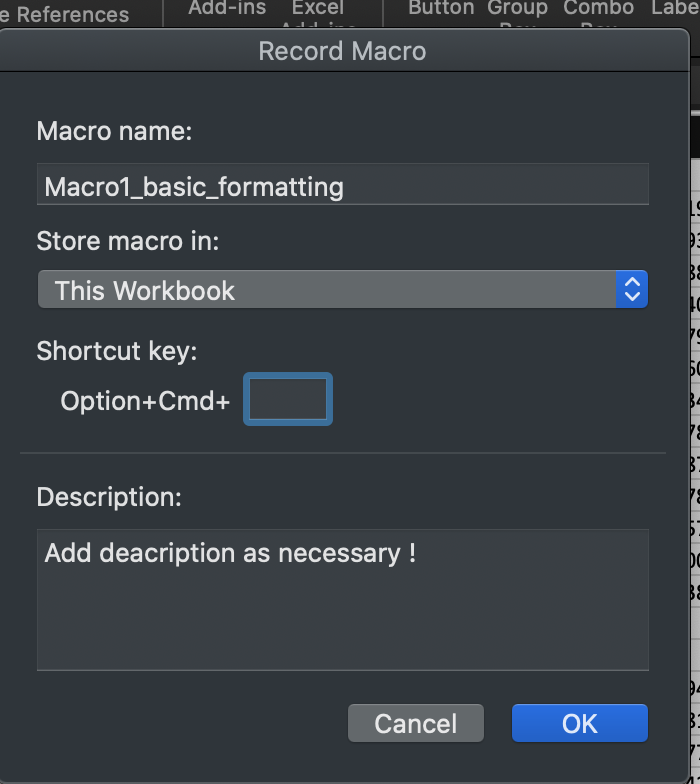 e References
Add-ins
Excel
Button
Group
Combo
Labe
Record Macro
Macro name:
Macro1_basic_formatting
Store macro in:
This Workbook
Shortcut key:
Option+Cmd+
Description:
Add deacription as necessary !
Cancel
OK